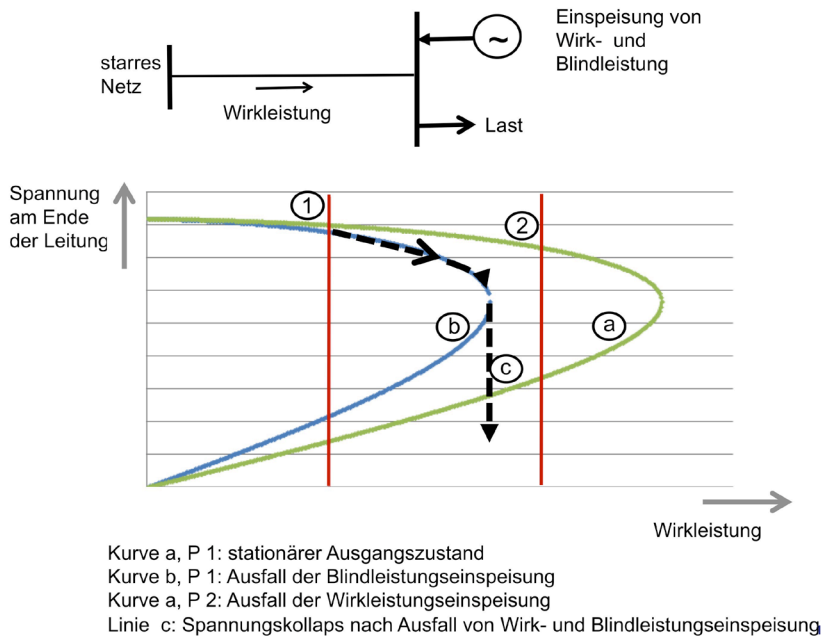 Einspeisung von
Wirk- und
Blindleistung
~
starres
Netz
Wirkleistung
Last
Spannung
am Ende
der Leitung
1
2
b
a
c
Wirkleistung
Kurve a, P 1: stationärer Ausgangszustand
Kurve b, P 1: Ausfall der Blindleistungseinspeisung
Kurve a, P 2: Ausfall der Wirkleistungseinspeisung
Linie c: Spannungskollaps nach Ausfall von Wirk- und Blindleistungseinspeisung